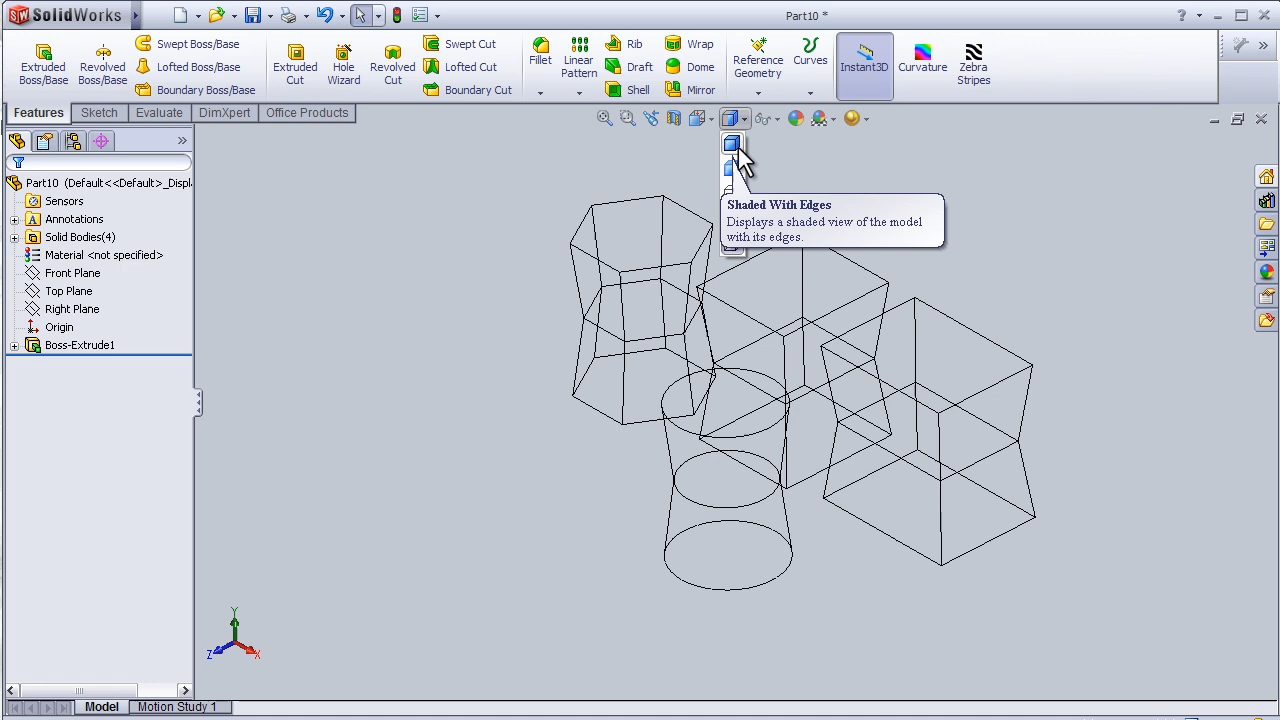 SolidWorks
Part10 *
Extruded
Boss/Base
Revolved
Boss/Base
Swept Boss/Base
Lofted Boss/Base
Boundary Boss/Base
Extruded
Cut
Hole
Wizard
Revolved
Cut
Swept Cut
Lofted Cut
Boundary Cut
Fillet
Linear
Pattern
Rib
Draft
Shell
Wrap
Dome
Mirror
Reference
Geometry
Curves
Instant3D
Curvature
Zebra
Stripes
Features
Sketch
Evaluate
DimXpert
Office Products
Part10 (Default<<Default>_Displ
Sensors
Annotations
Solid Bodies(4)
Material <not specified>
Front Plane
Top Plane
Right Plane
Origin
Boss-Extrude1
Shaded With Edges
Displays a shaded view of the model
with its edges.
Y
Z
X
Model
Motion Study 1